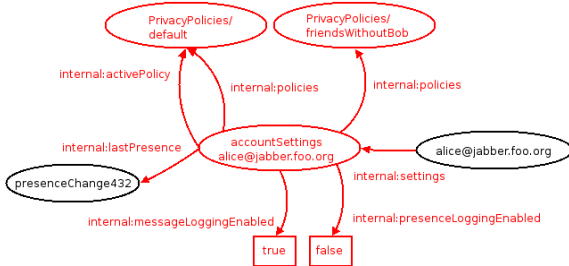 PrivacyPolicies/
default
PrivacyPolicies/
friendsWithoutBob
internal:activePolicy
internal:policies
internal:policies
internal:lastPresence
accountSettings
alice@jabber.foo.org
alice@jabber.foo.org
presenceChange432
internal:settings
internal:messageLoggingEnabled
internal:presenceLoggingEnabled
true
false